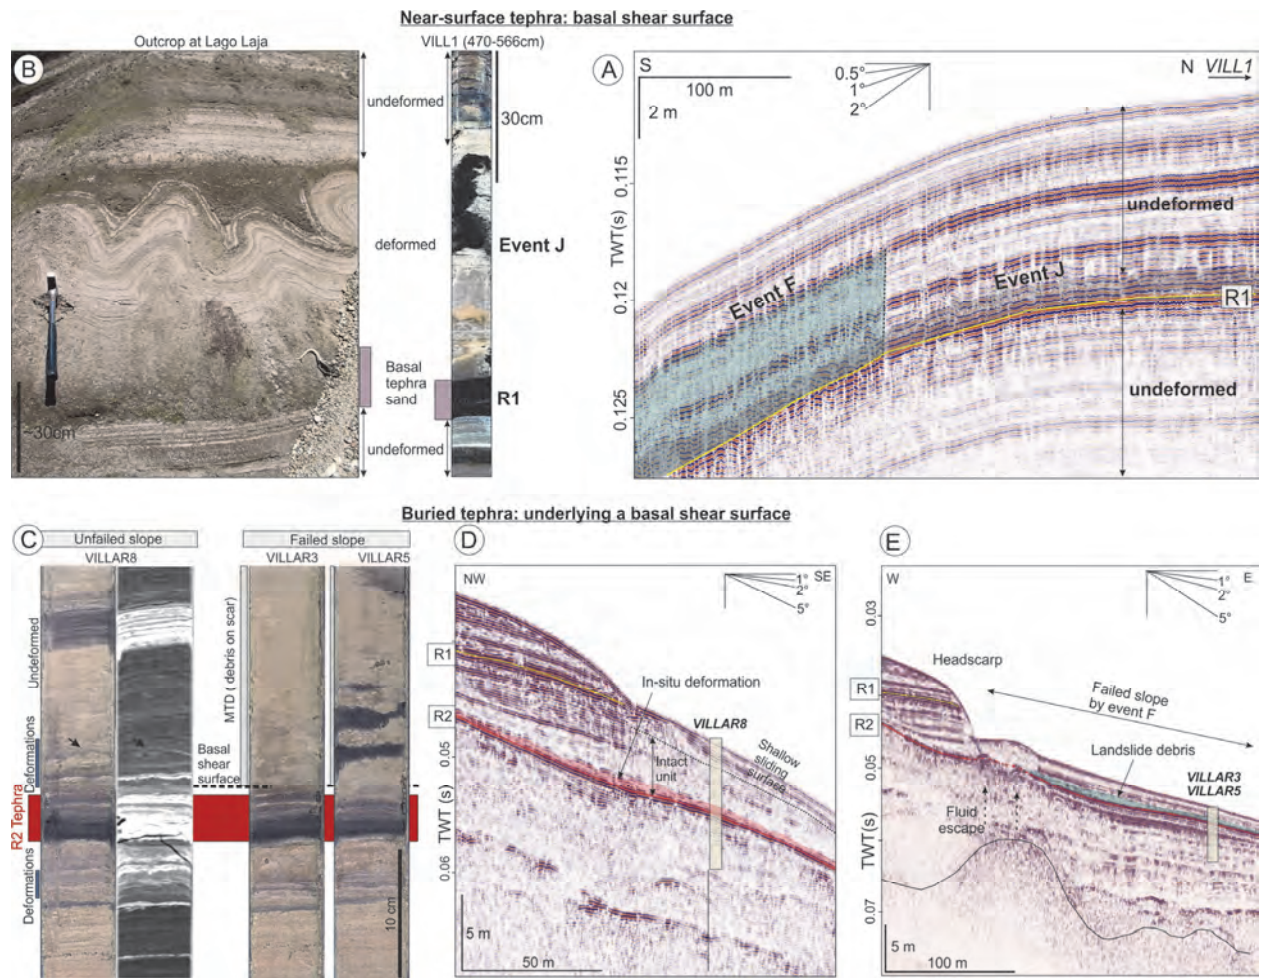 Near-surface tephra: basal shear surface
B
Outcrop at Lago Laja
VILL1 (470-566cm)
undeformed
30cm
deformed
Event J
Basal
tephra
sand
R1
undeformed
~30cm
A
S
N
VILL1
100 m
2 m
0.5°
1°
2°
0.115
0.12
0.125
TWT(s)
undeformed
Event F
Event J
R1
undeformed
Buried tephra: underlying a basal shear surface
C
Unfailed slope
Failed slope
VILLAR8
VILLAR3
VILLAR5
Undeformed
Deformations
R2 Tephra
Deformations
MTD ( debris on scar)
Basal
shear
surface
10 cm
D
NW
SE
1°
2°
5°
R1
R2
In-situ deformation
VILLAR8
Intact
unit
Shallow
sliding
surface
0.05
TWT (s)
0.06
5 m
50 m
E
W
E
1°
2°
5°
0.03
Headscarp
R1
R2
Failed slope
by event F
Landslide debris
0.05
VILLAR3
VILLAR5
Fluid
escape
TWT(s)
0.07
5 m
100 m